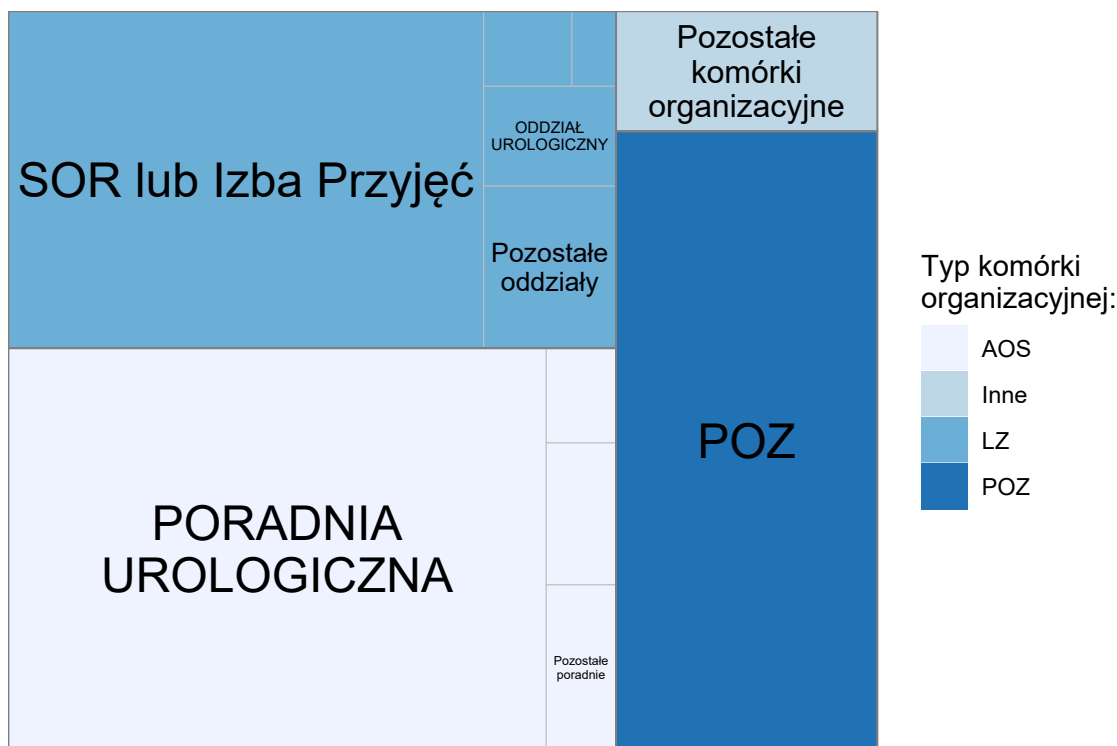 SOR lub Izba Przyjęć
ODDZIAŁ
UROLOGICZNY
Pozostałe
oddziały
Pozostałe
komórki
organizacyjne
POZ
PORADNIA
UROLOGICZNA
Pozostałe
poradnie
Typ komórki
organizacyjnej:
AOS
Inne
LZ
POZ